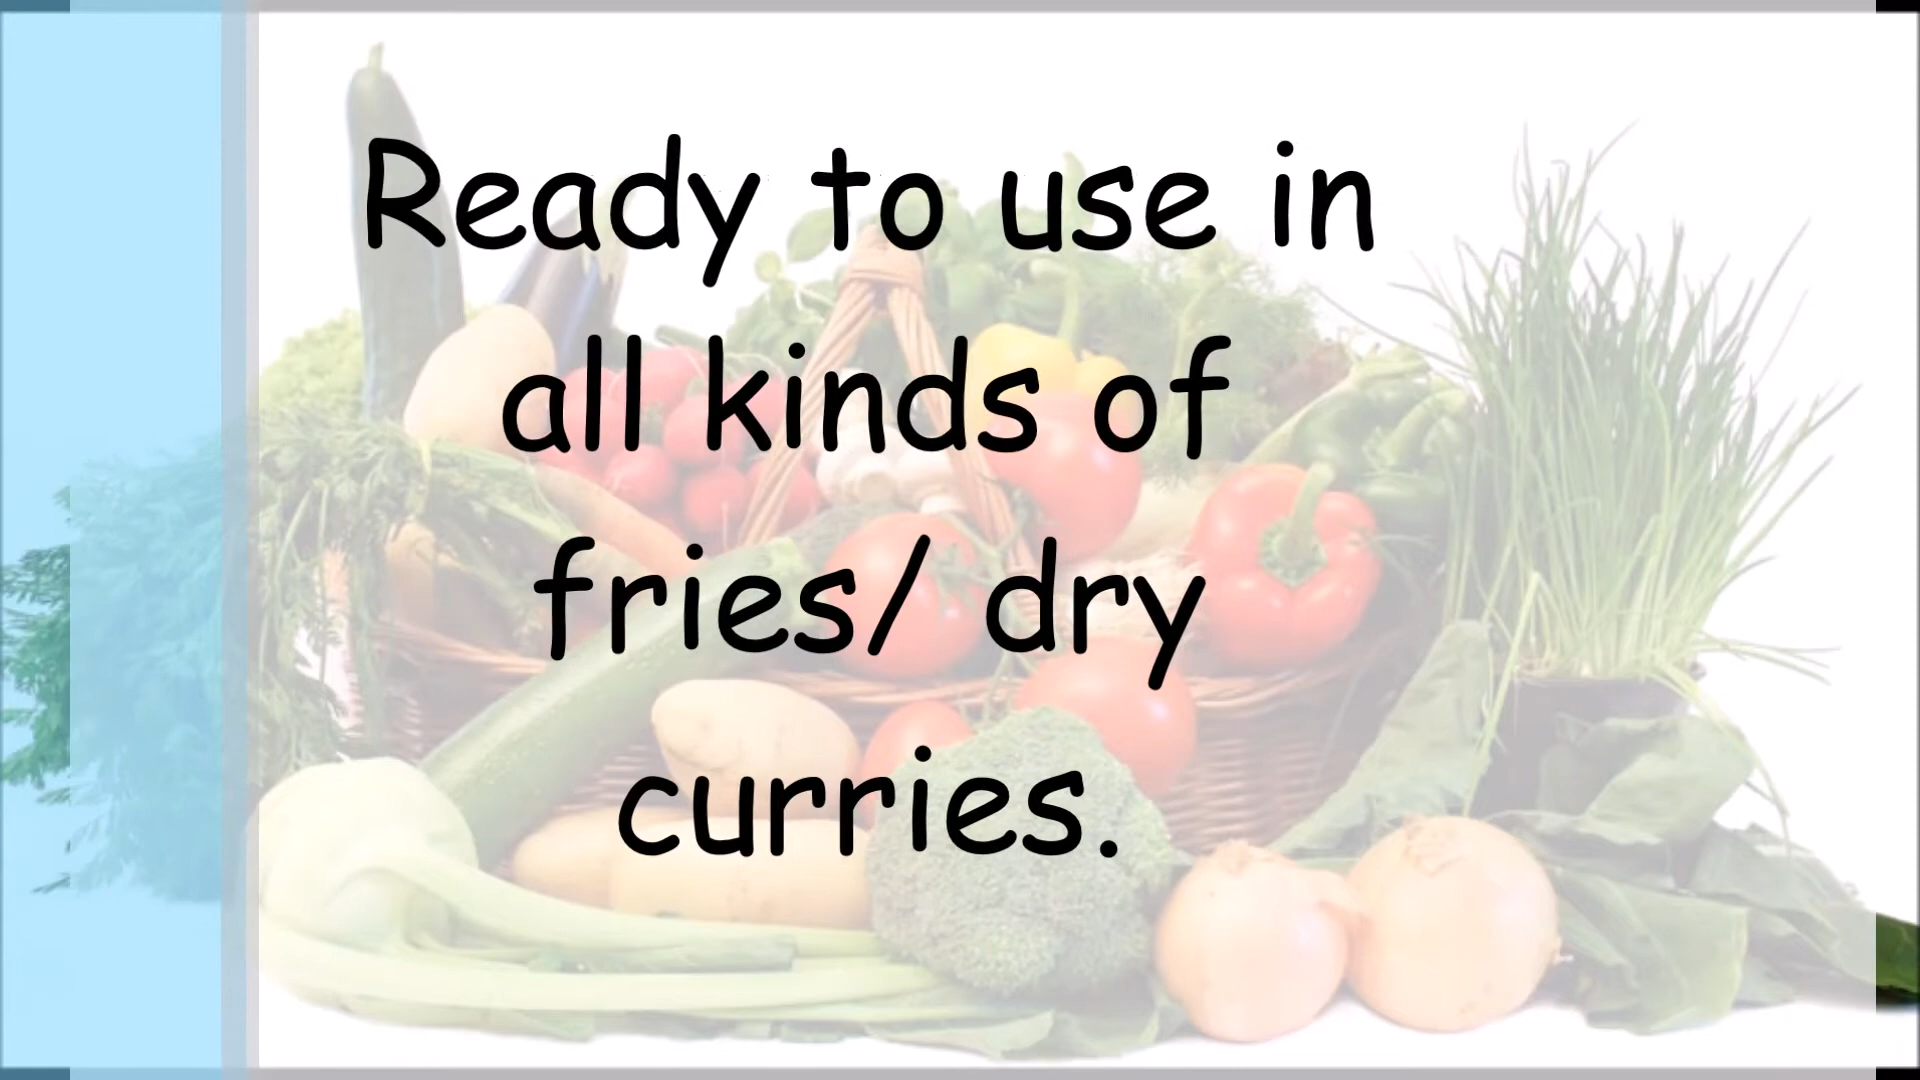 Ready to use in
all kinds of
fries/ dry
curries.